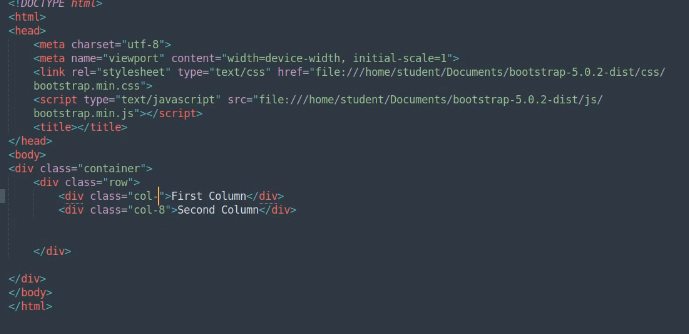 <!DOCTYPE html>
<html>
<head>
    <meta charset="utf-8">
    <meta name="viewport" content="width=device-width, initial-scale=1">
    <link rel="stylesheet" type="text/css" href="file:///home/student/Documents/bootstrap-5.0.2-dist/css/
    bootstrap.min.css">
    <script type="text/javascript" src="file:///home/student/Documents/bootstrap-5.0.2-dist/js/
    bootstrap.min.js"></script>
    <title></title>
</head>
<body>
<div class="container">
    <div class="row">
        <div class="col-">First Column</div>
        <div class="col-8">Second Column</div>
    </div>
</div>
</body>
</html>